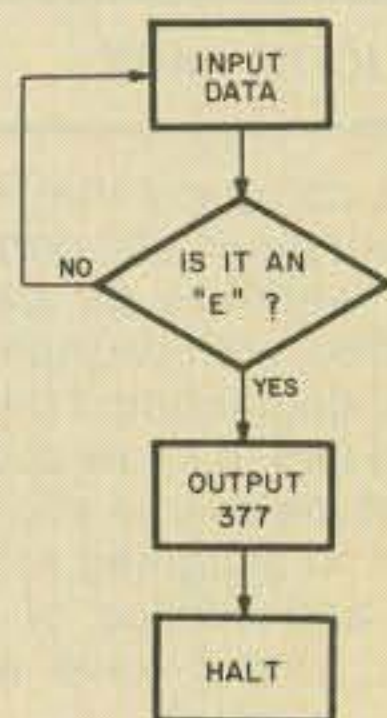 INPUT
DATA
IS IT AN
"E" ?
NO
YES
OUTPUT
377
HALT